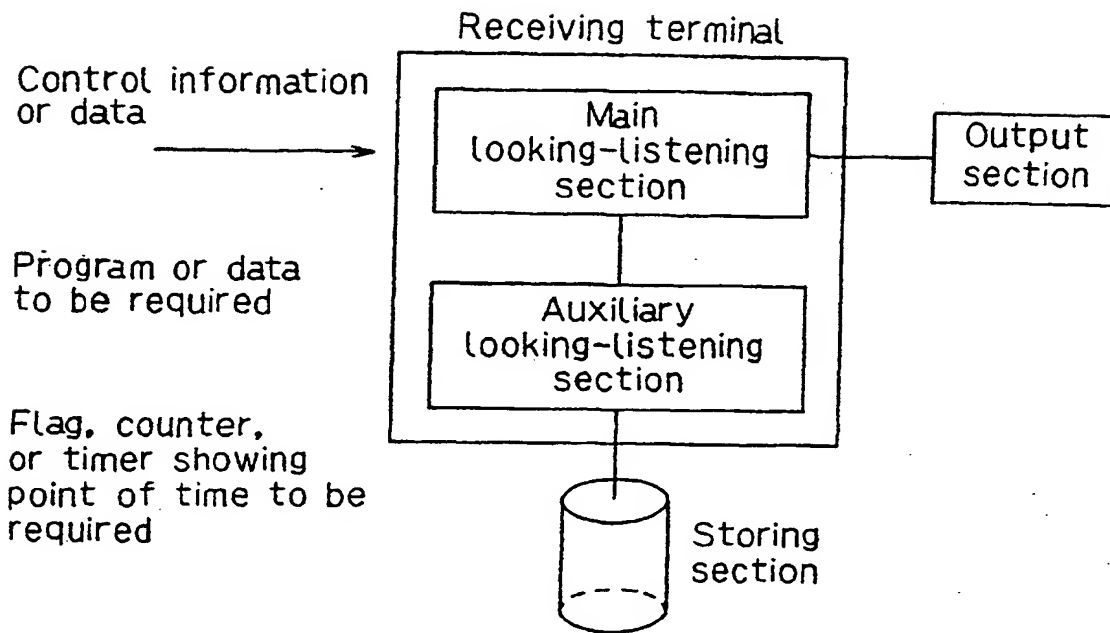 Receiving terminal
Control information
or data
Main
looking-listening
section
Output
section
Program or data
to be required
Auxiliary
looking-listening
section
Flag, counter,
or timer showing
point of time to be
required
Storing
section